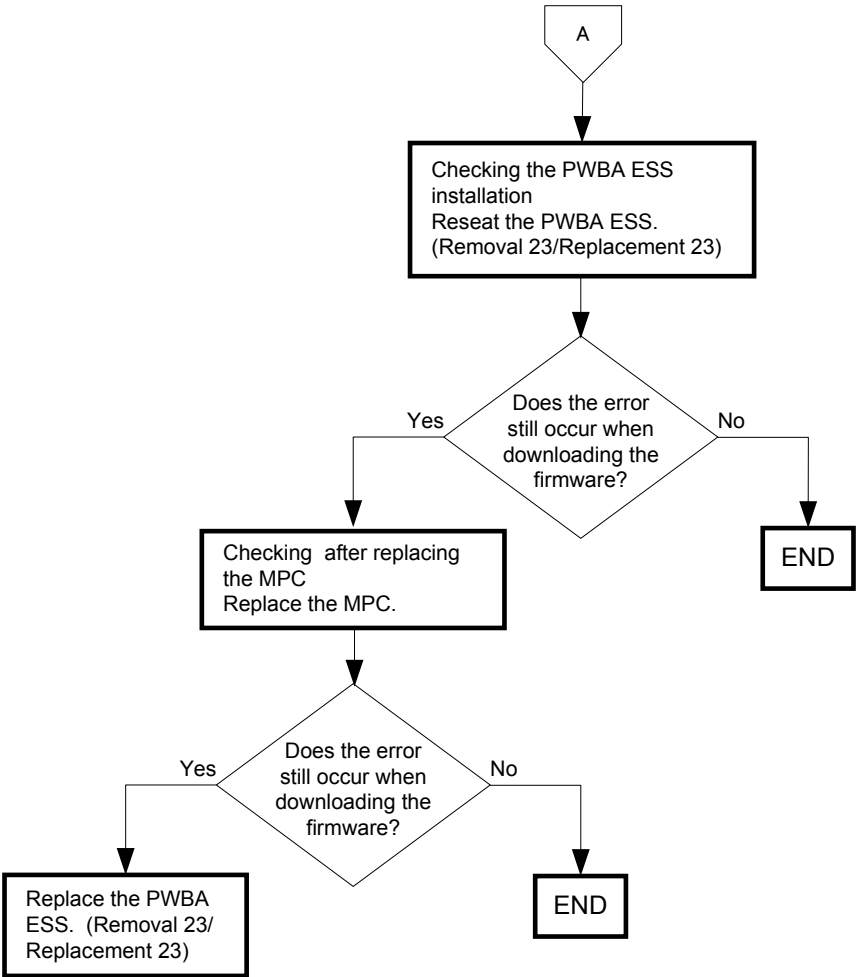 A
Checking the PWBA ESS
installation
Reseat the PWBA ESS.
(Removal 23/Replacement 23)
Does the error
still occur when
downloading the
firmware?
Yes
No
Checking  after replacing
the MPC
Replace the MPC.
END
Does the error
still occur when
downloading the
firmware?
Yes
No
Replace the PWBA
ESS.  (Removal 23/
Replacement 23)
END